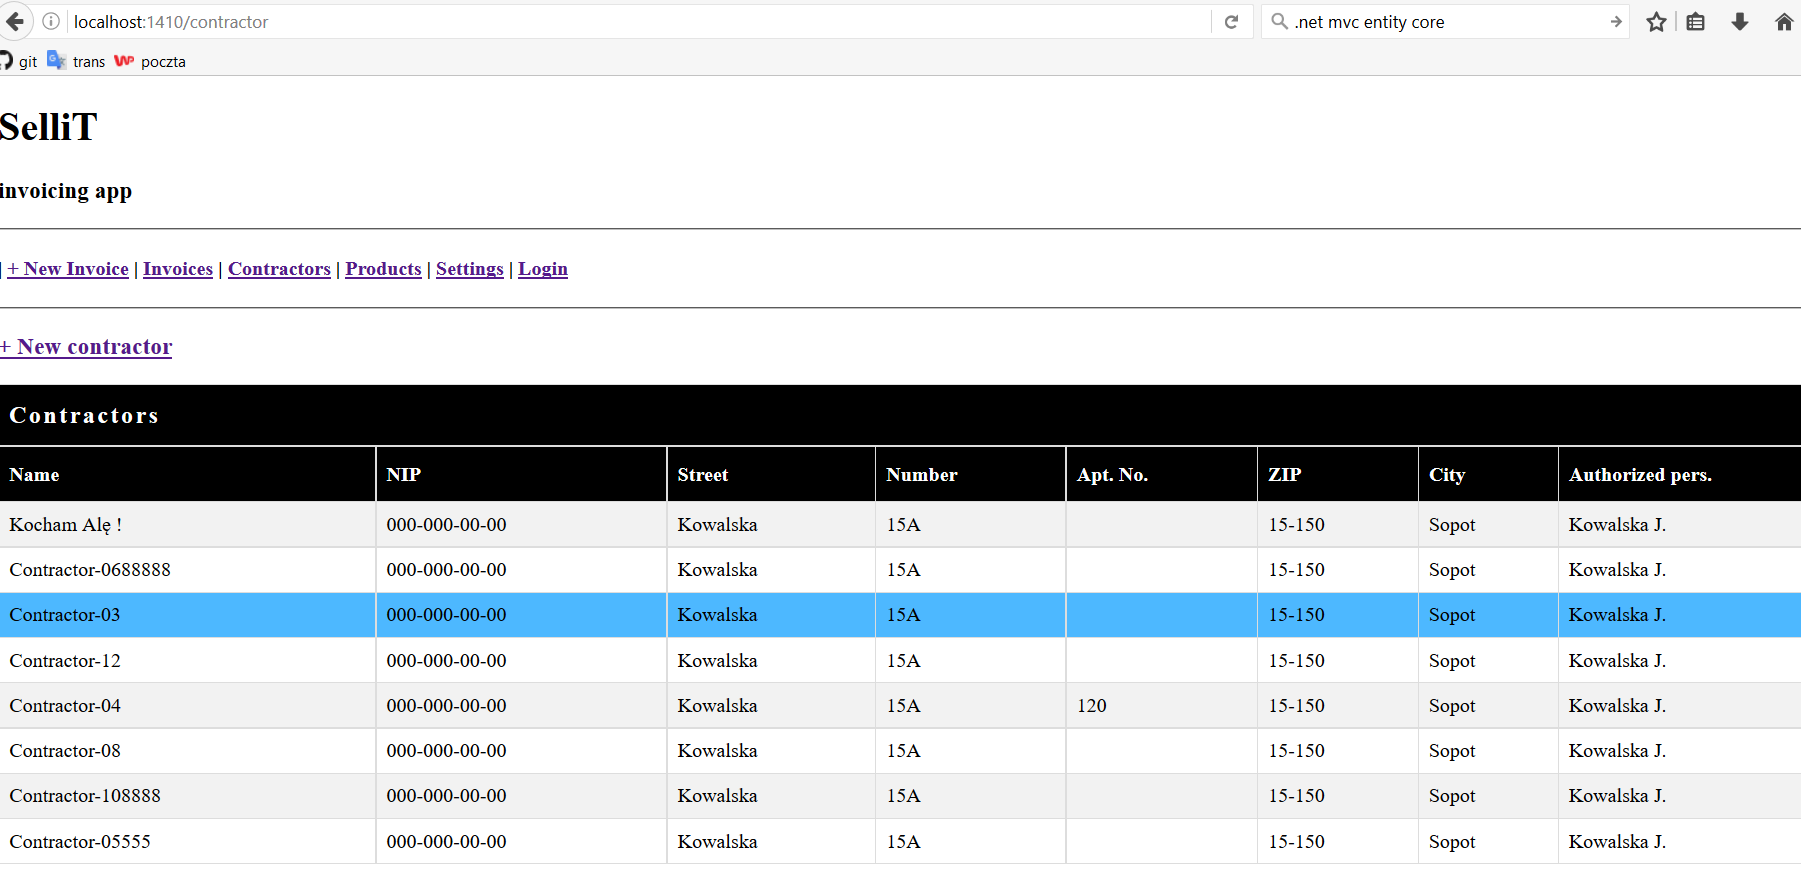 localhost:1410/contractor
.net mvc entity core
git trans poczta
SelliT
invoicing app
| + New Invoice | Invoices | Contractors | Products | Settings | Login
+ New contractor
Contractors
Name NIP Street Number Apt. No. ZIP City Authorized pers.
Kocham Alę ! 000-000-00-00 Kowalska 15A 15-150 Sopot Kowalska J.
Contractor-0688888 000-000-00-00 Kowalska 15A 15-150 Sopot Kowalska J.
Contractor-03 000-000-00-00 Kowalska 15A 15-150 Sopot Kowalska J.
Contractor-12 000-000-00-00 Kowalska 15A 15-150 Sopot Kowalska J.
Contractor-04 000-000-00-00 Kowalska 15A 120 15-150 Sopot Kowalska J.
Contractor-08 000-000-00-00 Kowalska 15A 15-150 Sopot Kowalska J.
Contractor-108888 000-000-00-00 Kowalska 15A 15-150 Sopot Kowalska J.
Contractor-05555 000-000-00-00 Kowalska 15A 15-150 Sopot Kowalska J.